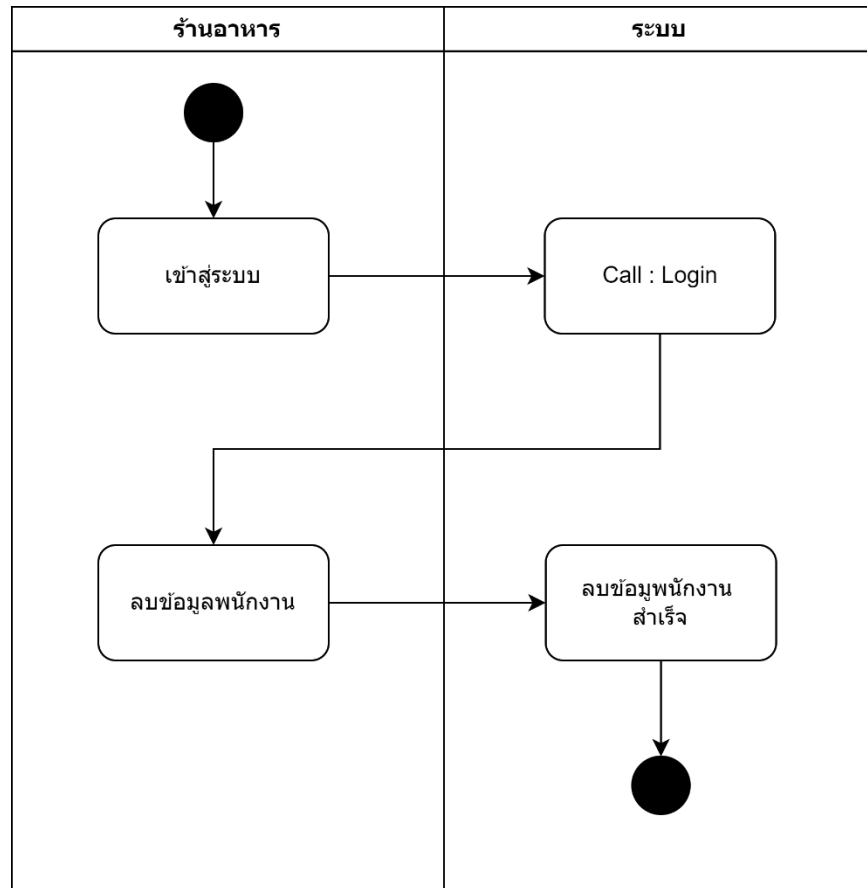 ร้านอาหาร
ระบบ
เข้าสู่ระบบ
Call : Login
ลบข้อมูลพนักงาน
ลบข้อมูพนักงาน
สำเร็จ